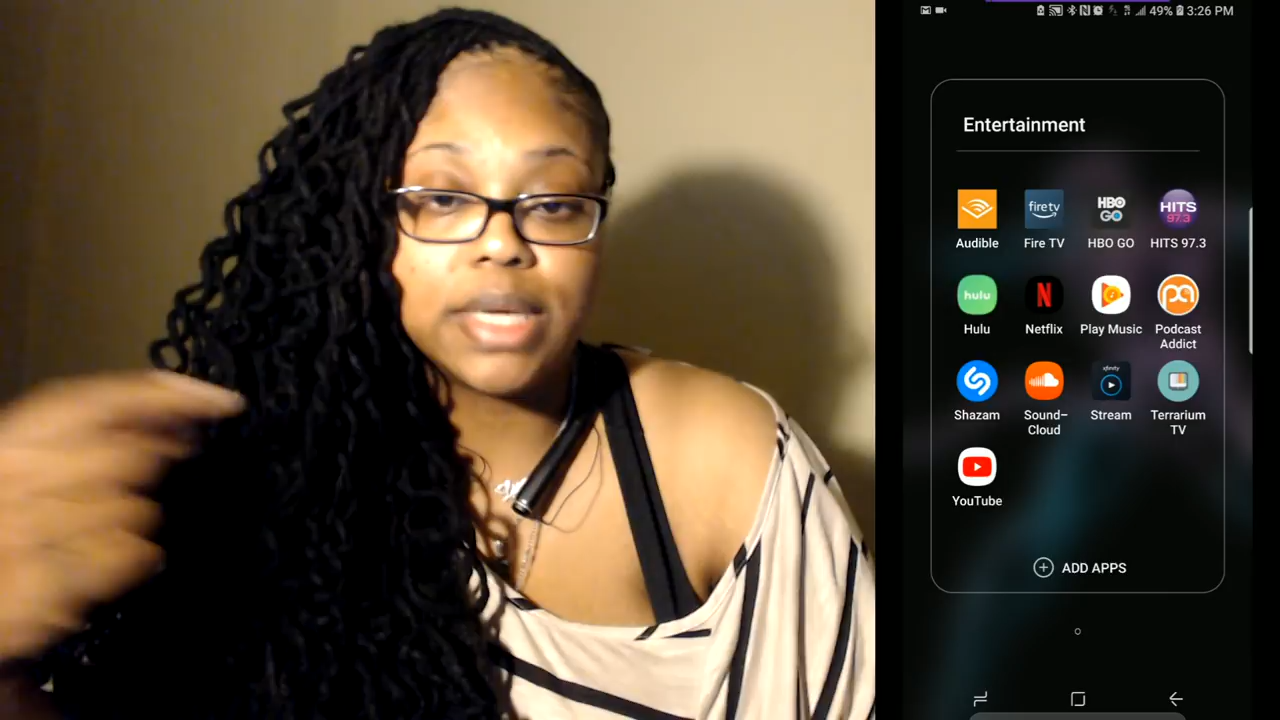 49% 3:26 PM
Entertainment
Audible
fire tv
Fire TV
HBO
GO
HBO GO
HITS
97.3
HITS 97.3
hulu
Hulu
Netflix
Play Music
Podcast
Addict
Shazam
Sound-
Cloud
xfinity
Stream
Terrarium
TV
YouTube
ADD APPS